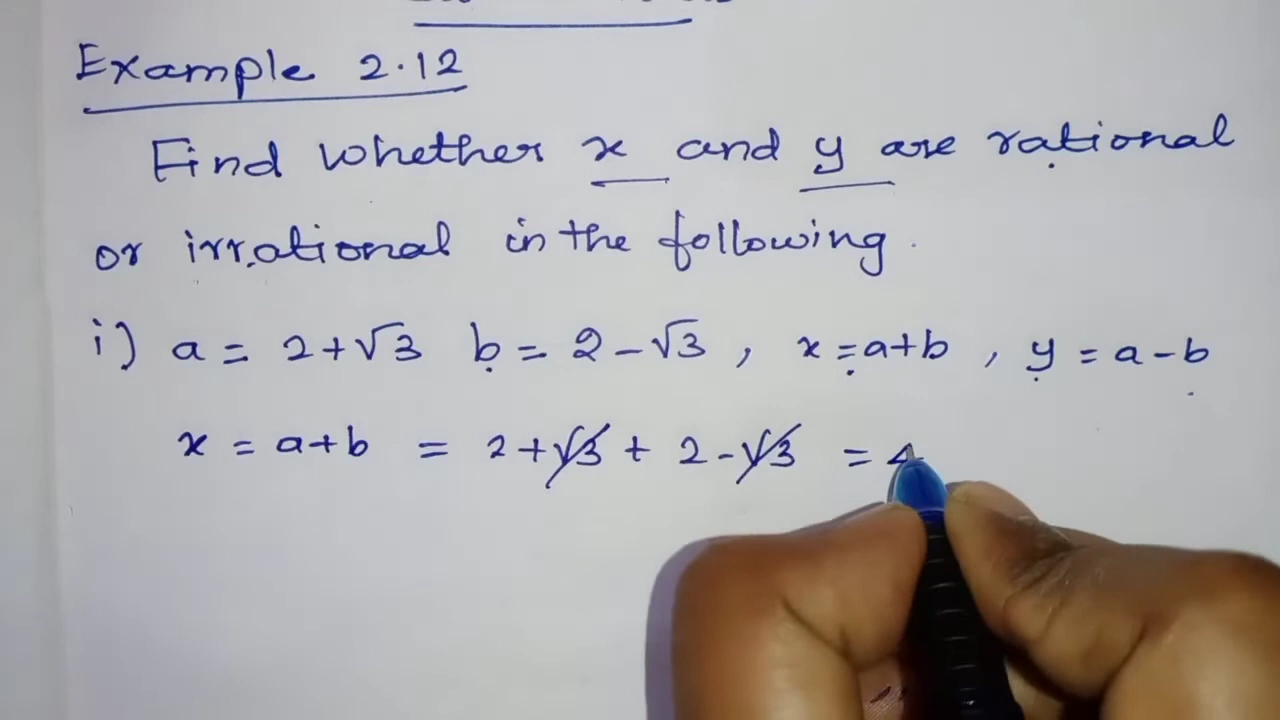 Example 2.12
Find whether x and y are rational
or irrational in the following.
i) a = 2+√3 b = 2-√3, x = a+b, y = a-b
x = a+b = 2+√3 + 2-√3 = 4